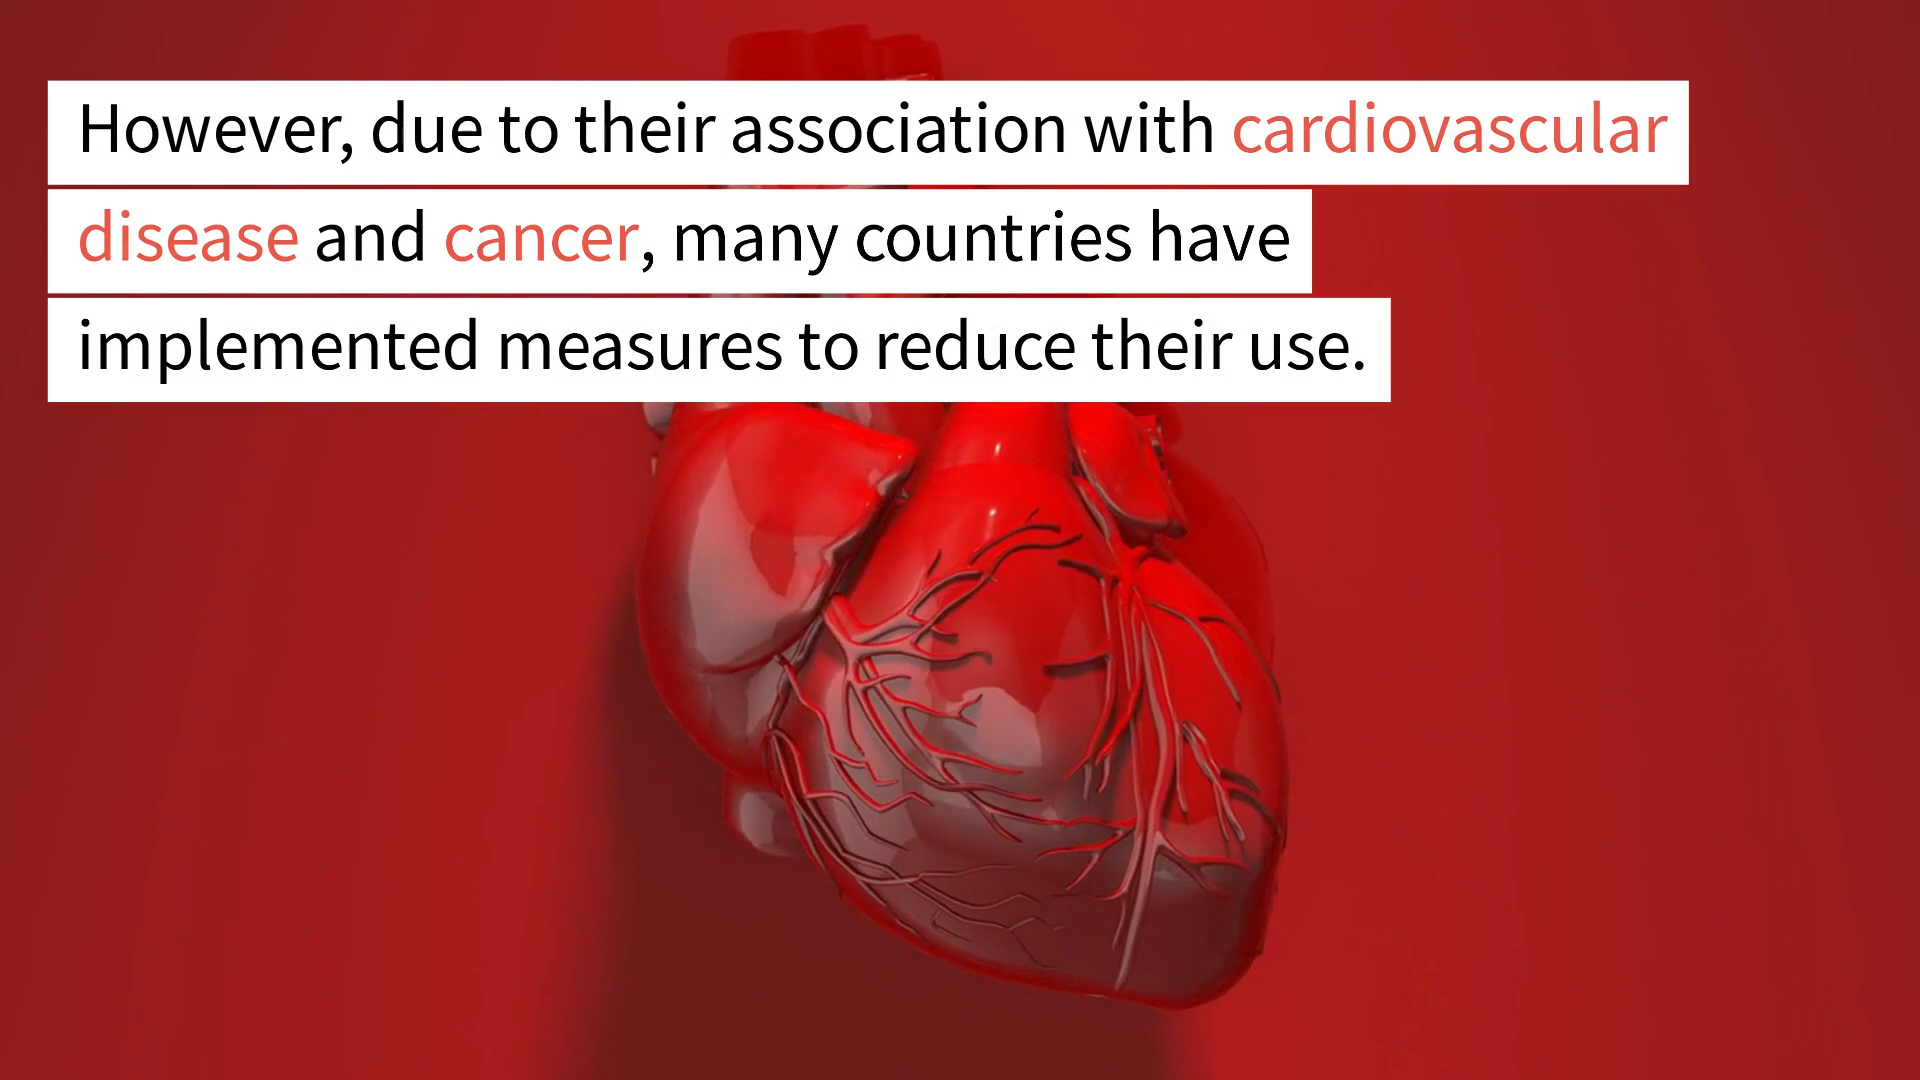 However, due to their association with cardiovascular
disease and cancer, many countries have
implemented measures to reduce their use.